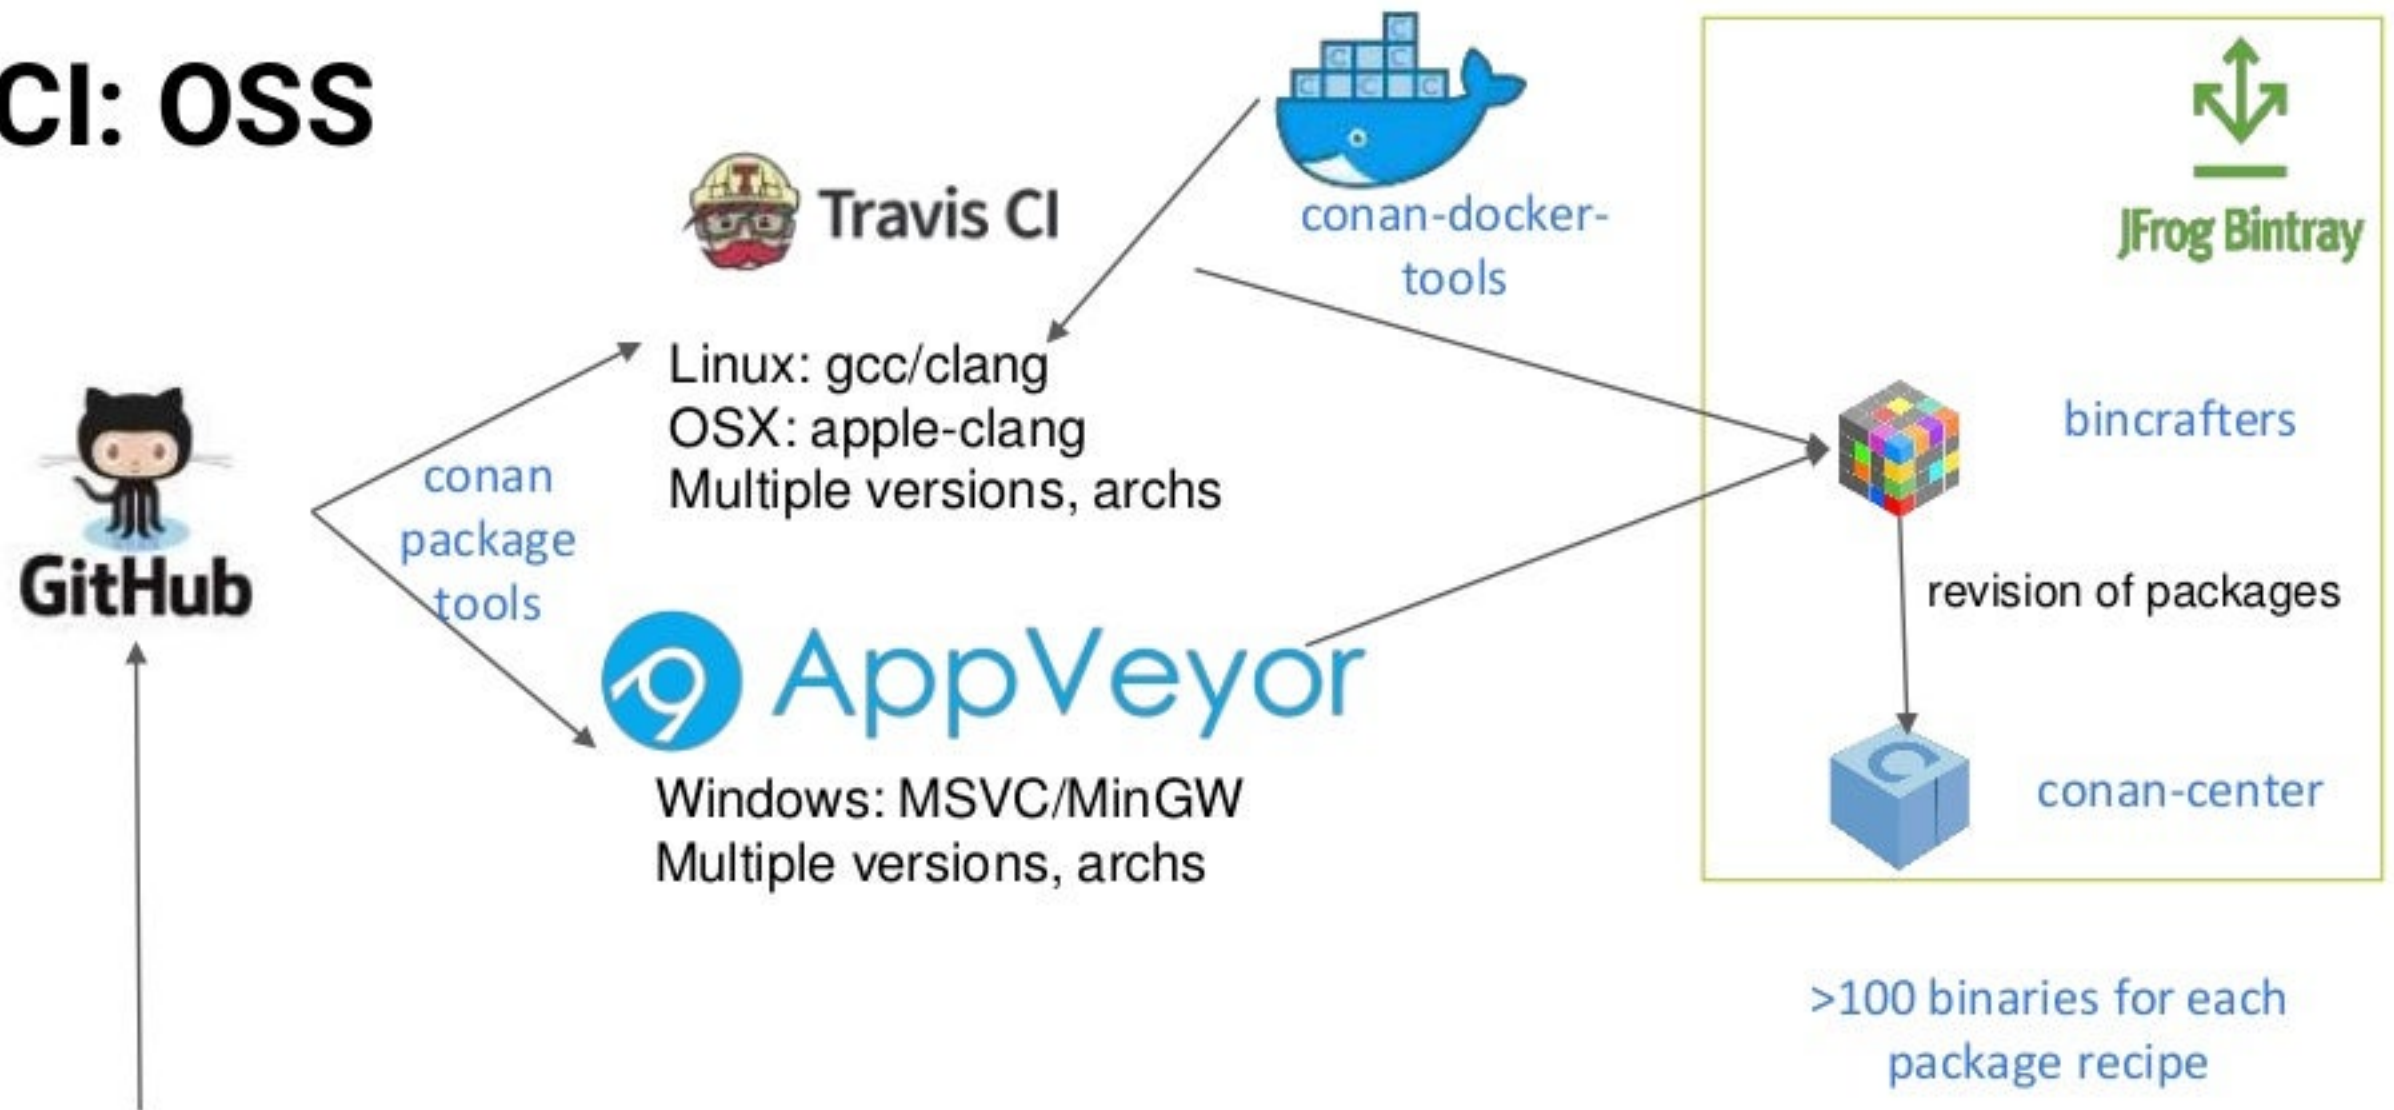 CI: OSS
Travis CI
conan-docker-
tools
JFrog Bintray
Linux: gcc/clang
OSX: apple-clang
Multiple versions, archs
GitHub
conan
package
tools
bincrafters
revision of packages
AppVeyor
Windows: MSVC/MinGW
Multiple versions, archs
conan-center
>100 binaries for each
package recipe